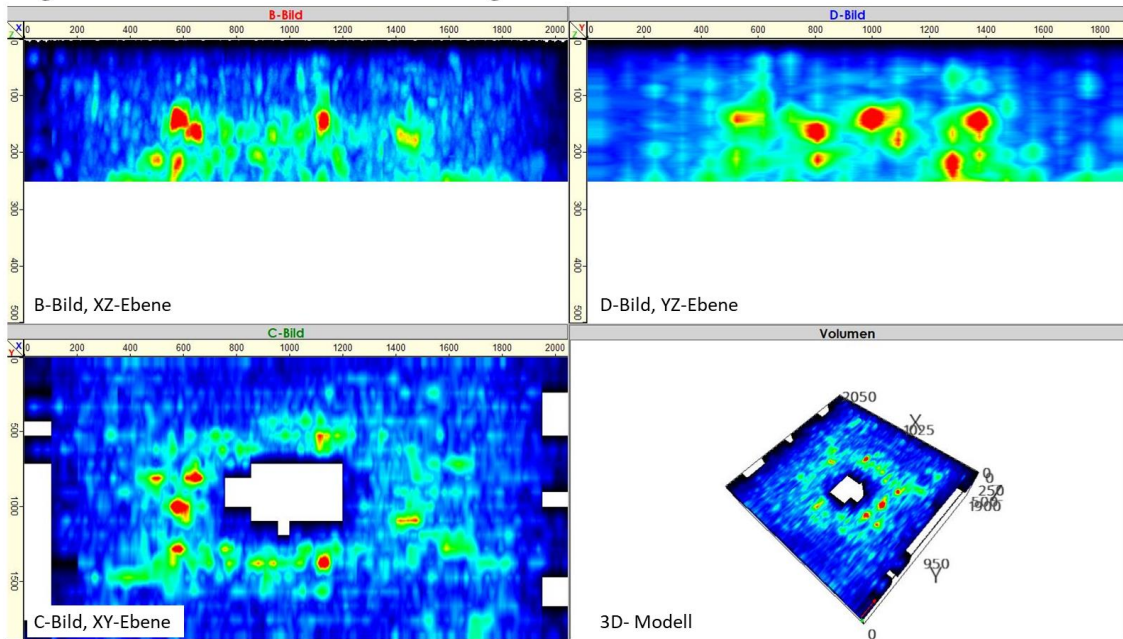 B-Bild
D-Bild
X
Z
0 200 400 600 800 1000 1200 1400 1600 1800 2000
Y
Z
0 200 400 600 800 1000 1200 1400 1600 1800
0
100
200
300
400
500
0
100
200
300
400
500
B-Bild, XZ-Ebene
D-Bild, YZ-Ebene
C-Bild
Volumen
X
Y
0 200 400 600 800 1000 1200 1400 1600 1800 2000
0
500
1000
1500
2050
X
1025
0
0
250
500
1900
950
Y
0
C-Bild, XY-Ebene
3D- Modell